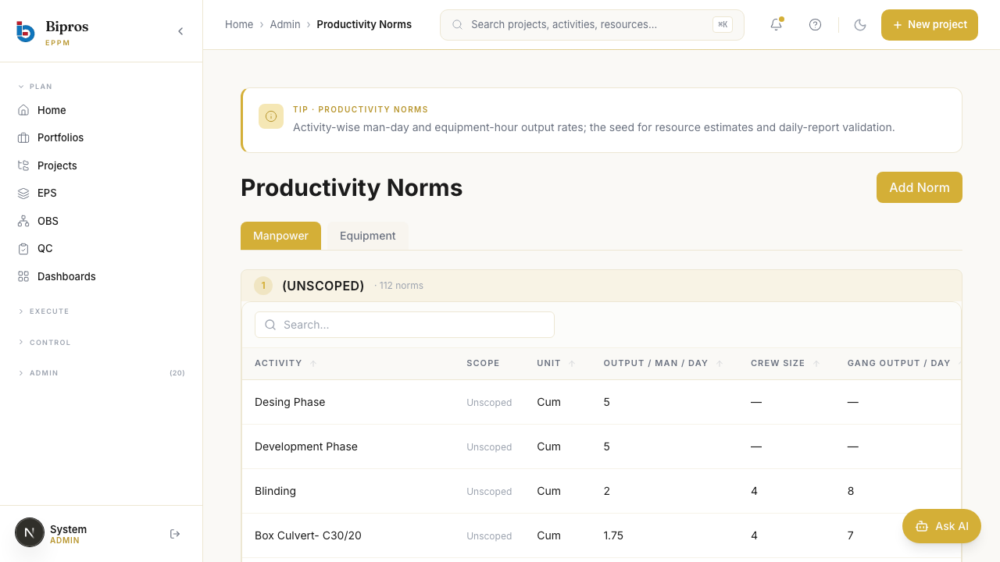 Bipros
EPPM
Home › Admin › Productivity Norms
Search projects, activities, resources...
⌘K
New project
PLAN
Home
Portfolios
Projects
EPS
OBS
QC
Dashboards
EXECUTE
CONTROL
ADMIN (20)
System
ADMIN
TIP · PRODUCTIVITY NORMS
Activity-wise man-day and equipment-hour output rates; the seed for resource estimates and daily-report validation.
Productivity Norms
Add Norm
Manpower Equipment
1 (UNSCOPED) · 112 norms
Search...
ACTIVITY ↑ SCOPE UNIT ↑ OUTPUT / MAN / DAY ↑ CREW SIZE ↑ GANG OUTPUT / DAY
Desing Phase Unscoped Cum 5 — —
Development Phase Unscoped Cum 5 — —
Blinding Unscoped Cum 2 4 8
Box Culvert- C30/20 Unscoped Cum 1.75 4 7
Ask AI